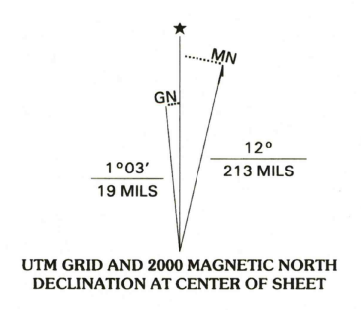 ★
MN
GN
1°03′
19 MILS
12°
213 MILS
UTM GRID AND 2000 MAGNETIC NORTH
DECLINATION AT CENTER OF SHEET